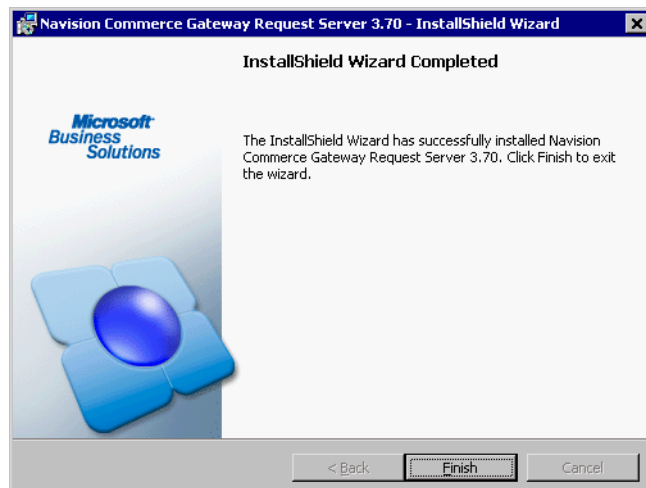 Navision Commerce Gateway Request Server 3.70 - InstallShield Wizard
InstallShield Wizard Completed
Microsoft
Business
Solutions
The InstallShield Wizard has successfully installed Navision
Commerce Gateway Request Server 3.70. Click Finish to exit
the wizard.
< Back
Finish
Cancel